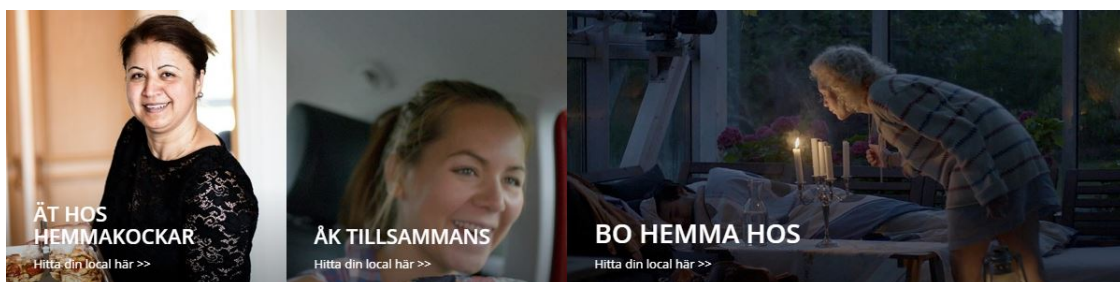 ÄT HOS
HEMMAKOCKAR
Hitta din local här >>
ÅK TILLSAMMANS
Hitta din local här >>
BO HEMMA HOS
Hitta din local här >>